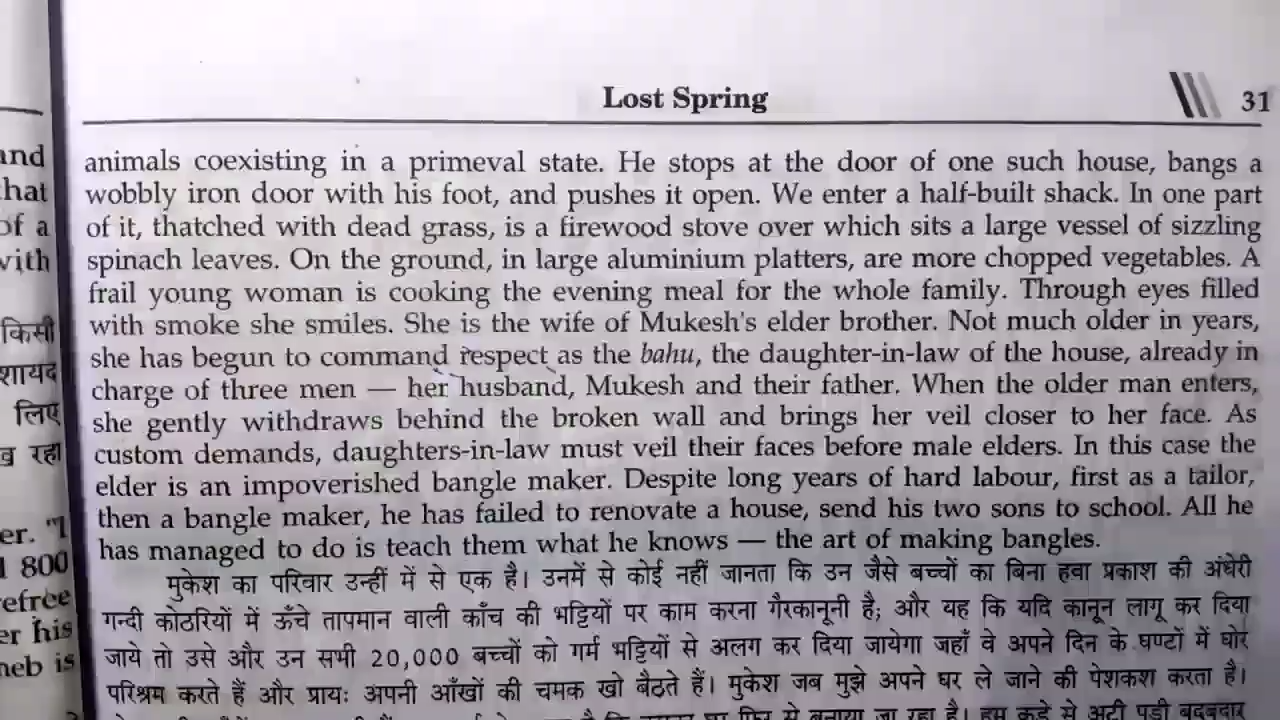 Lost Spring 31
and
that
of a
with
किसी
शायद
लिए
रहा
er. "I
800
refree
er his
neb is
animals coexisting in a primeval state. He stops at the door of one such house, bangs a
wobbly iron door with his foot, and pushes it open. We enter a half-built shack. In one part
of it, thatched with dead grass, is a firewood stove over which sits a large vessel of sizzling
spinach leaves. On the ground, in large aluminium platters, are more chopped vegetables. A
frail young woman is cooking the evening meal for the whole family. Through eyes filled
with smoke she smiles. She is the wife of Mukesh's elder brother. Not much older in years,
she has begun to command respect as the bahu, the daughter-in-law of the house, already in
charge of three men — her husband, Mukesh and their father. When the older man enters,
she gently withdraws behind the broken wall and brings her veil closer to her face. As
custom demands, daughters-in-law must veil their faces before male elders. In this case the
elder is an impoverished bangle maker. Despite long years of hard labour, first as a tailor,
then a bangle maker, he has failed to renovate a house, send his two sons to school. All he
has managed to do is teach them what he knows — the art of making bangles.
मुकेश का परिवार उन्हीं में से एक है। उनमें से कोई नहीं जानता कि उन जैसे बच्चों का बिना हवा प्रकाश की अंधेरी
गन्दी कोठरियों में ऊँचे तापमान वाली काँच की भट्टियों पर काम करना गैरकानूनी है; और यह कि यदि कानून लागू कर दिया
जाये तो उसे और उन सभी 20,000 बच्चों को गर्म भट्टियों से अलग कर दिया जायेगा जहाँ वे अपने दिन के घण्टों में घोर
परिश्रम करते हैं और प्रायः अपनी आँखों की चमक खो बैठते हैं। मुकेश जब मुझे अपने घर ले जाने की पेशकश करता है।